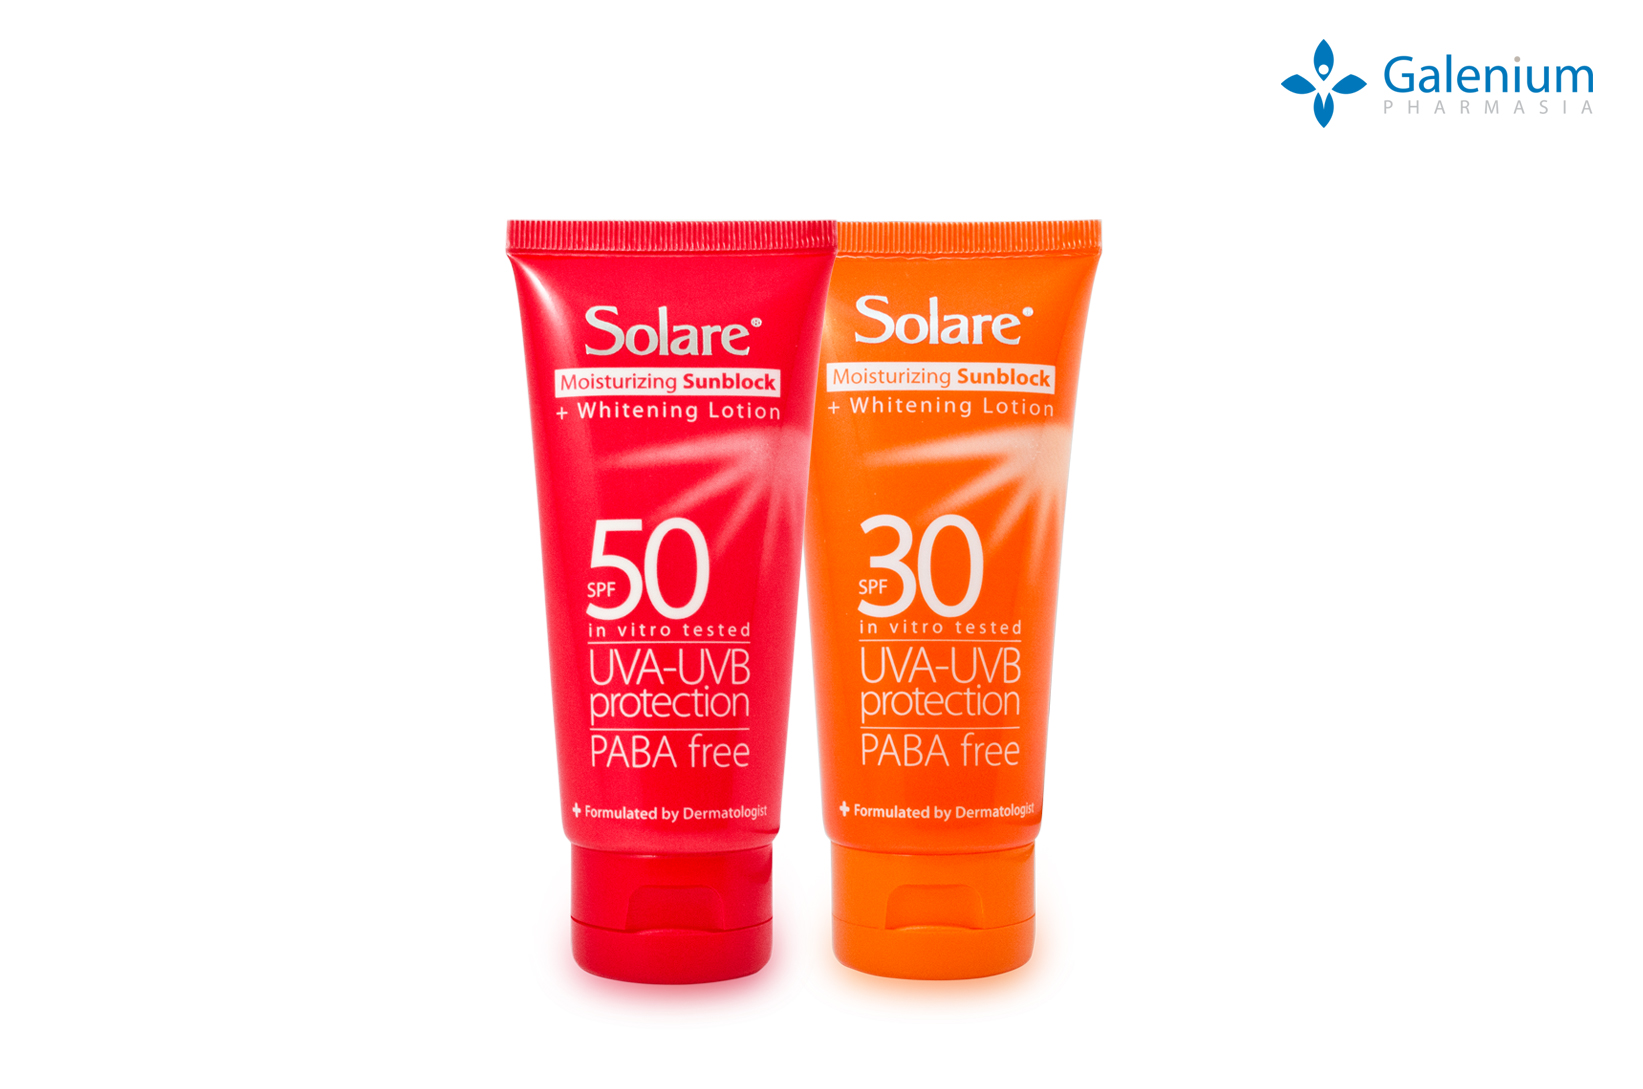 Galenium
PHARMASIA
Solare®
Moisturizing Sunblock
+ Whitening Lotion
SPF 50
in vitro tested
UVA-UVB
protection
PABA free
+ Formulated by Dermatologist
Solare®
Moisturizing Sunblock
+ Whitening Lotion
SPF 30
in vitro tested
UVA-UVB
protection
PABA free
+ Formulated by Dermatologist